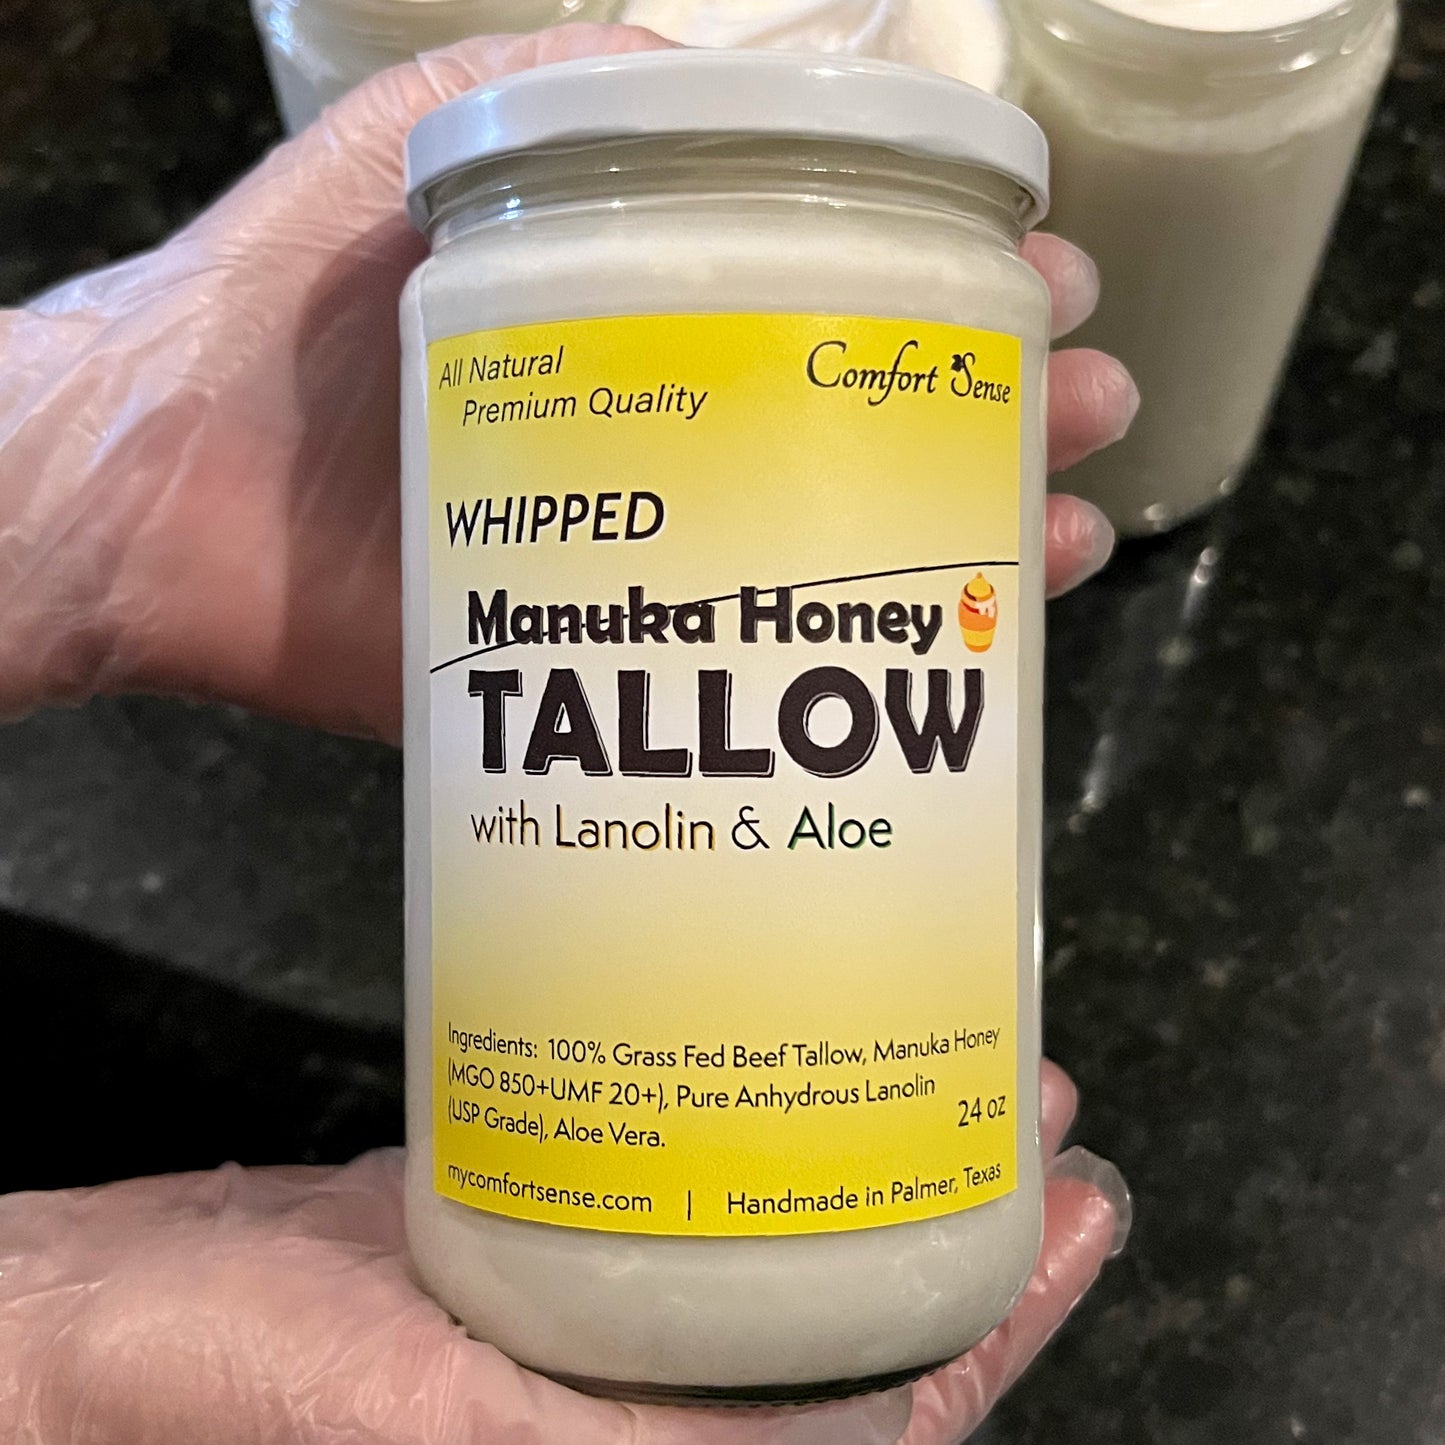 All Natural
Premium Quality
Comfort Sense
WHIPPED
Manuka Honey
TALLOW
with Lanolin & Aloe
Ingredients: 100% Grass Fed Beef Tallow, Manuka Honey
(MGO 850+UMF 20+), Pure Anhydrous Lanolin
(USP Grade), Aloe Vera.
24 oz
mycomfortsense.com | Handmade in Palmer, Texas